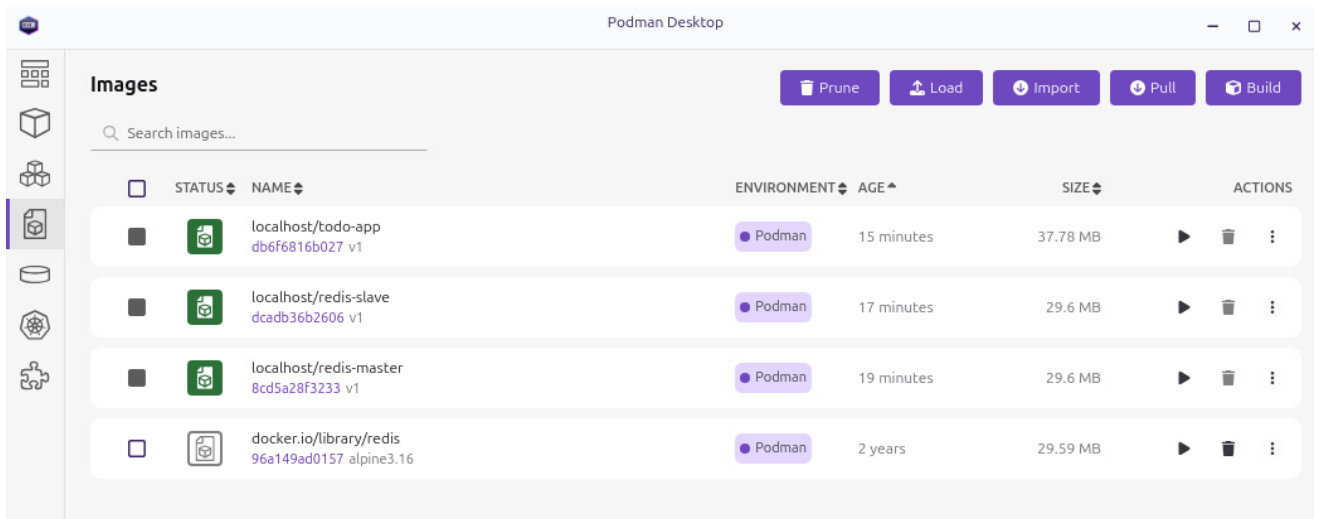 Podman Desktop
Images
Prune Load Import Pull Build
Search images...
STATUS NAME ENVIRONMENT AGE SIZE ACTIONS
localhost/todo-app
db6f6816b027 v1
Podman 15 minutes 37.78 MB
localhost/redis-slave
dcadb36b2606 v1
Podman 17 minutes 29.6 MB
localhost/redis-master
8cd5a28f3233 v1
Podman 19 minutes 29.6 MB
docker.io/library/redis
96a149ad0157 alpine3.16
Podman 2 years 29.59 MB